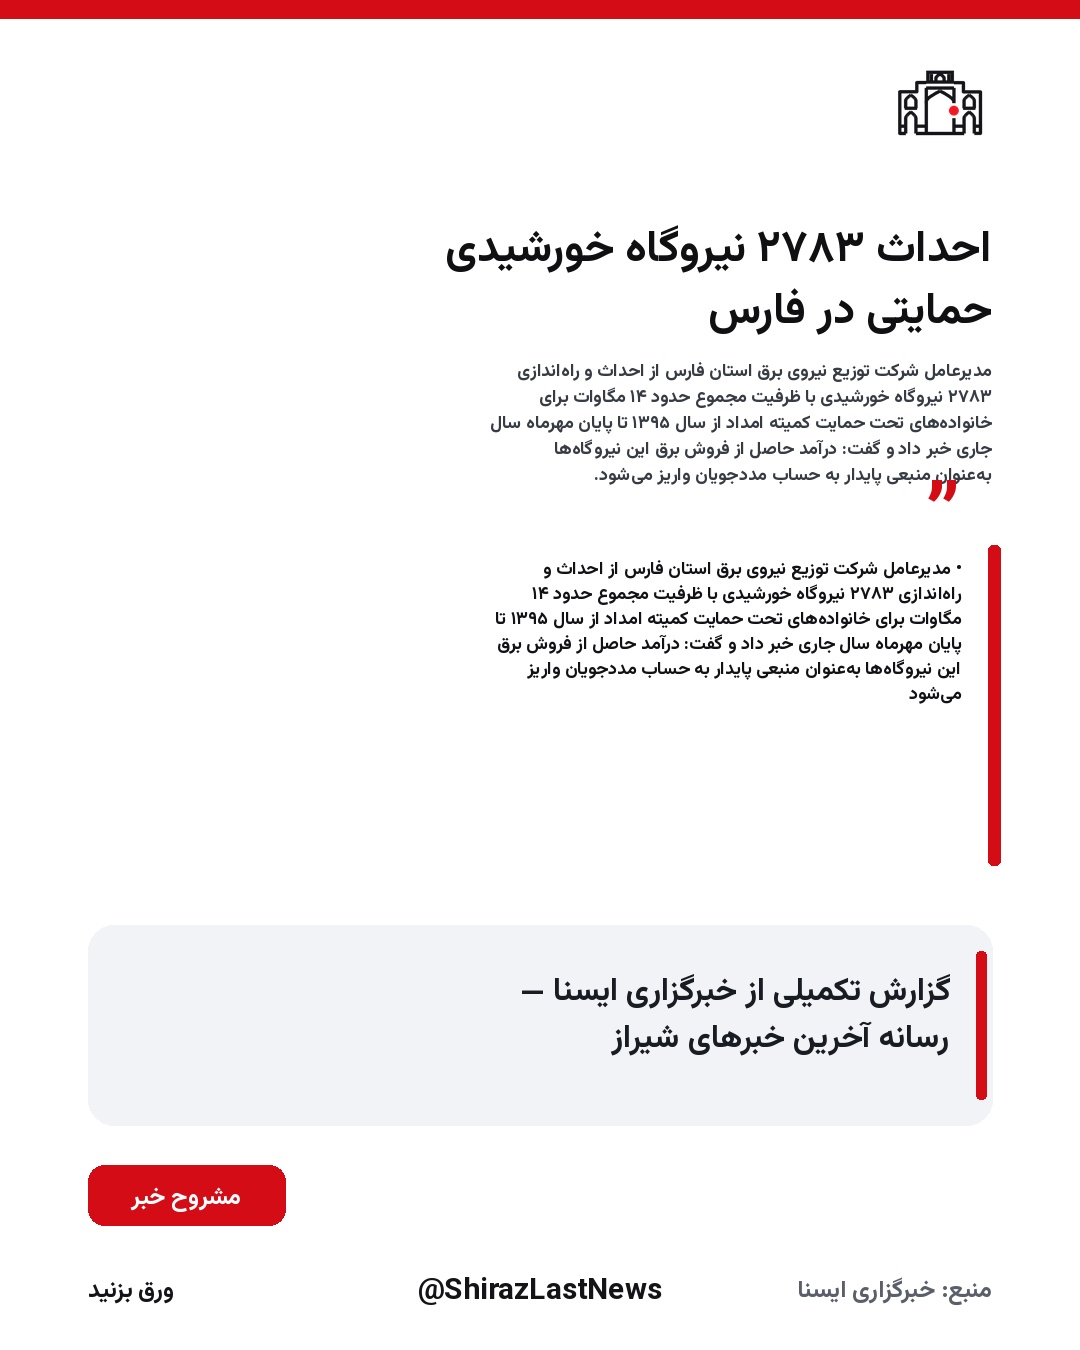 احداث ۲۷۸۳ نیروگاه خورشیدی
حمایتی در فارس
مدیرعامل شرکت توزیع نیروی برق استان فارس از احداث و راه‌اندازی
۲۷۸۳ نیروگاه خورشیدی با ظرفیت مجموع حدود ۱۴ مگاوات برای
خانواده‌های تحت حمایت کمیته امداد از سال ۱۳۹۵ تا پایان مهرماه سال
جاری خبر داد و گفت: درآمد حاصل از فروش برق این نیروگاه‌ها
به‌عنوان منبعی پایدار به حساب مددجویان واریز می‌شود.
”
• مدیرعامل شرکت توزیع نیروی برق استان فارس از احداث و
راه‌اندازی ۲۷۸۳ نیروگاه خورشیدی با ظرفیت مجموع حدود ۱۴
مگاوات برای خانواده‌های تحت حمایت کمیته امداد از سال ۱۳۹۵ تا
پایان مهرماه سال جاری خبر داد و گفت: درآمد حاصل از فروش برق
این نیروگاه‌ها به‌عنوان منبعی پایدار به حساب مددجویان واریز
می‌شود
گزارش تکمیلی از خبرگزاری ایسنا —
رسانه آخرین خبرهای شیراز
مشروح خبر
منبع: خبرگزاری ایسنا
@ShirazLastNews
ورق بزنید